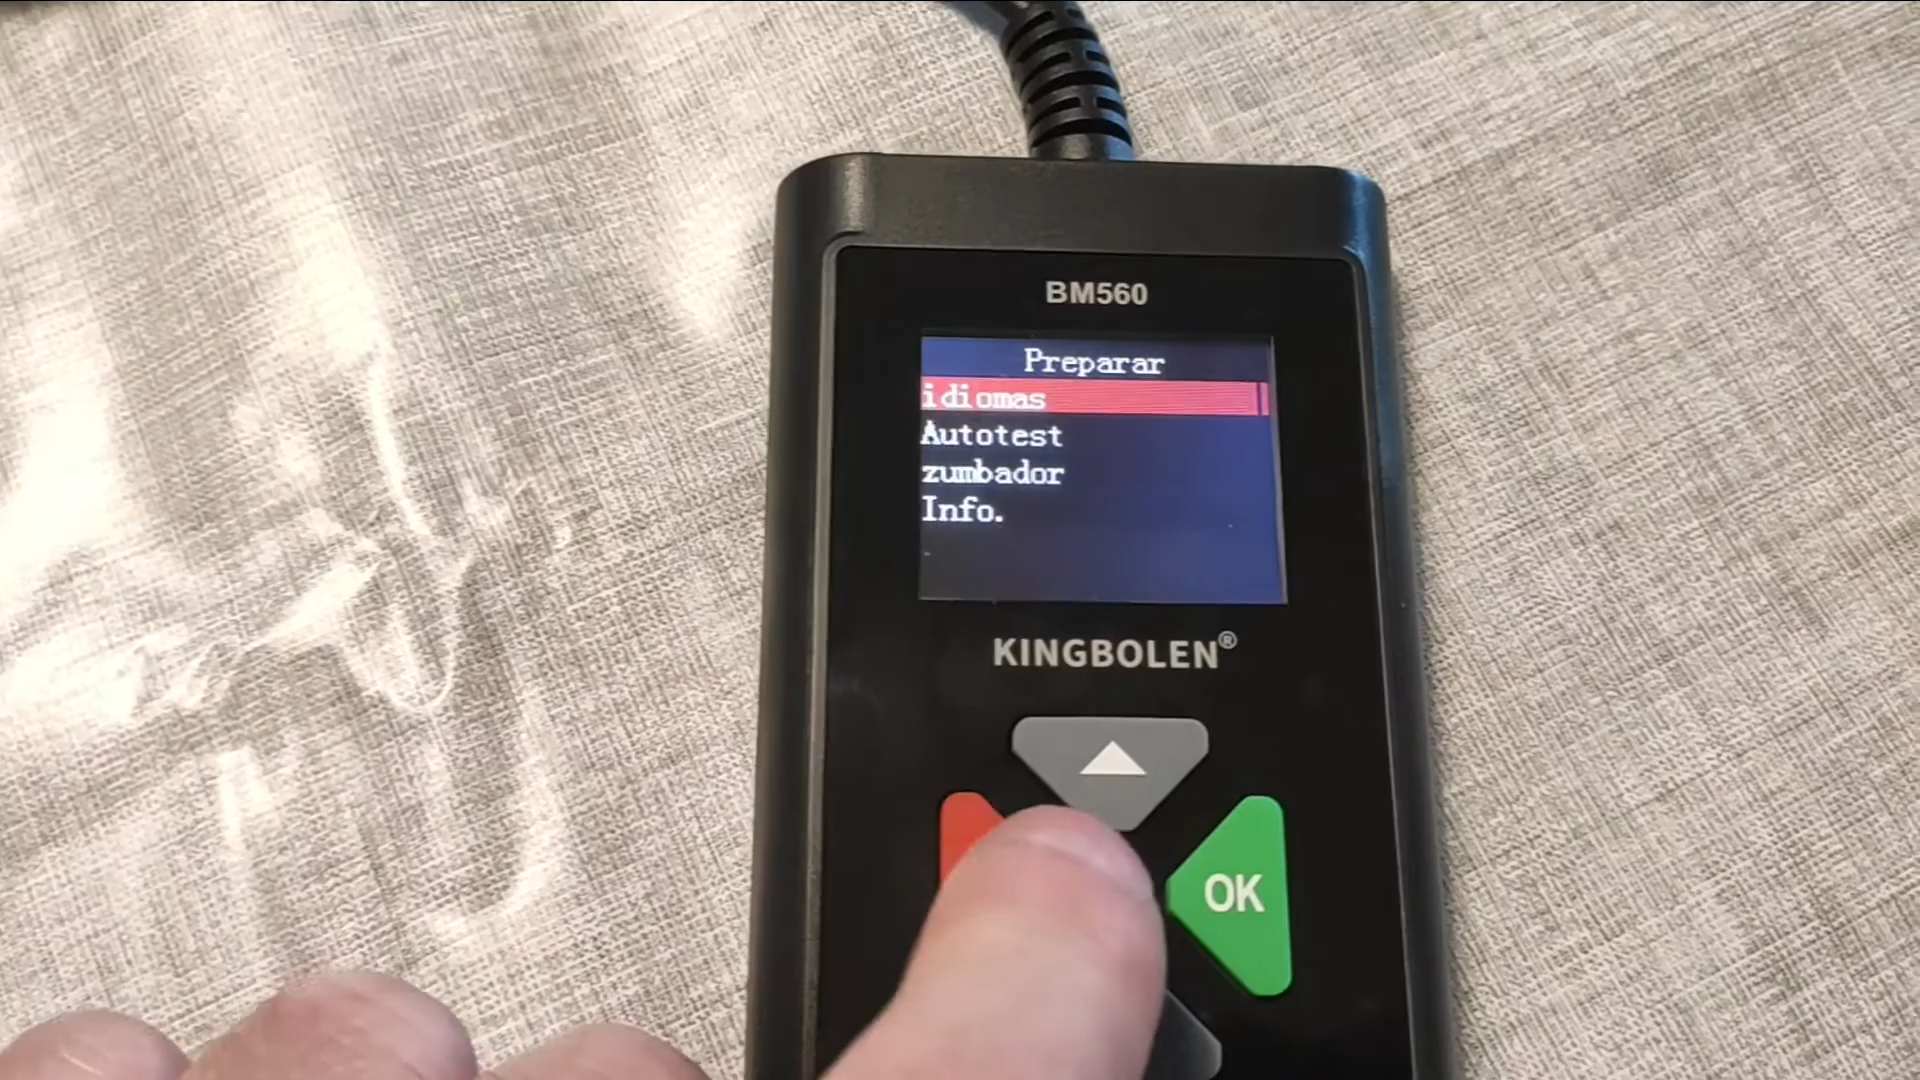 BM560
Preparar
idiomas
Autotest
zumbador
Info.
KINGBOLEN®
OK